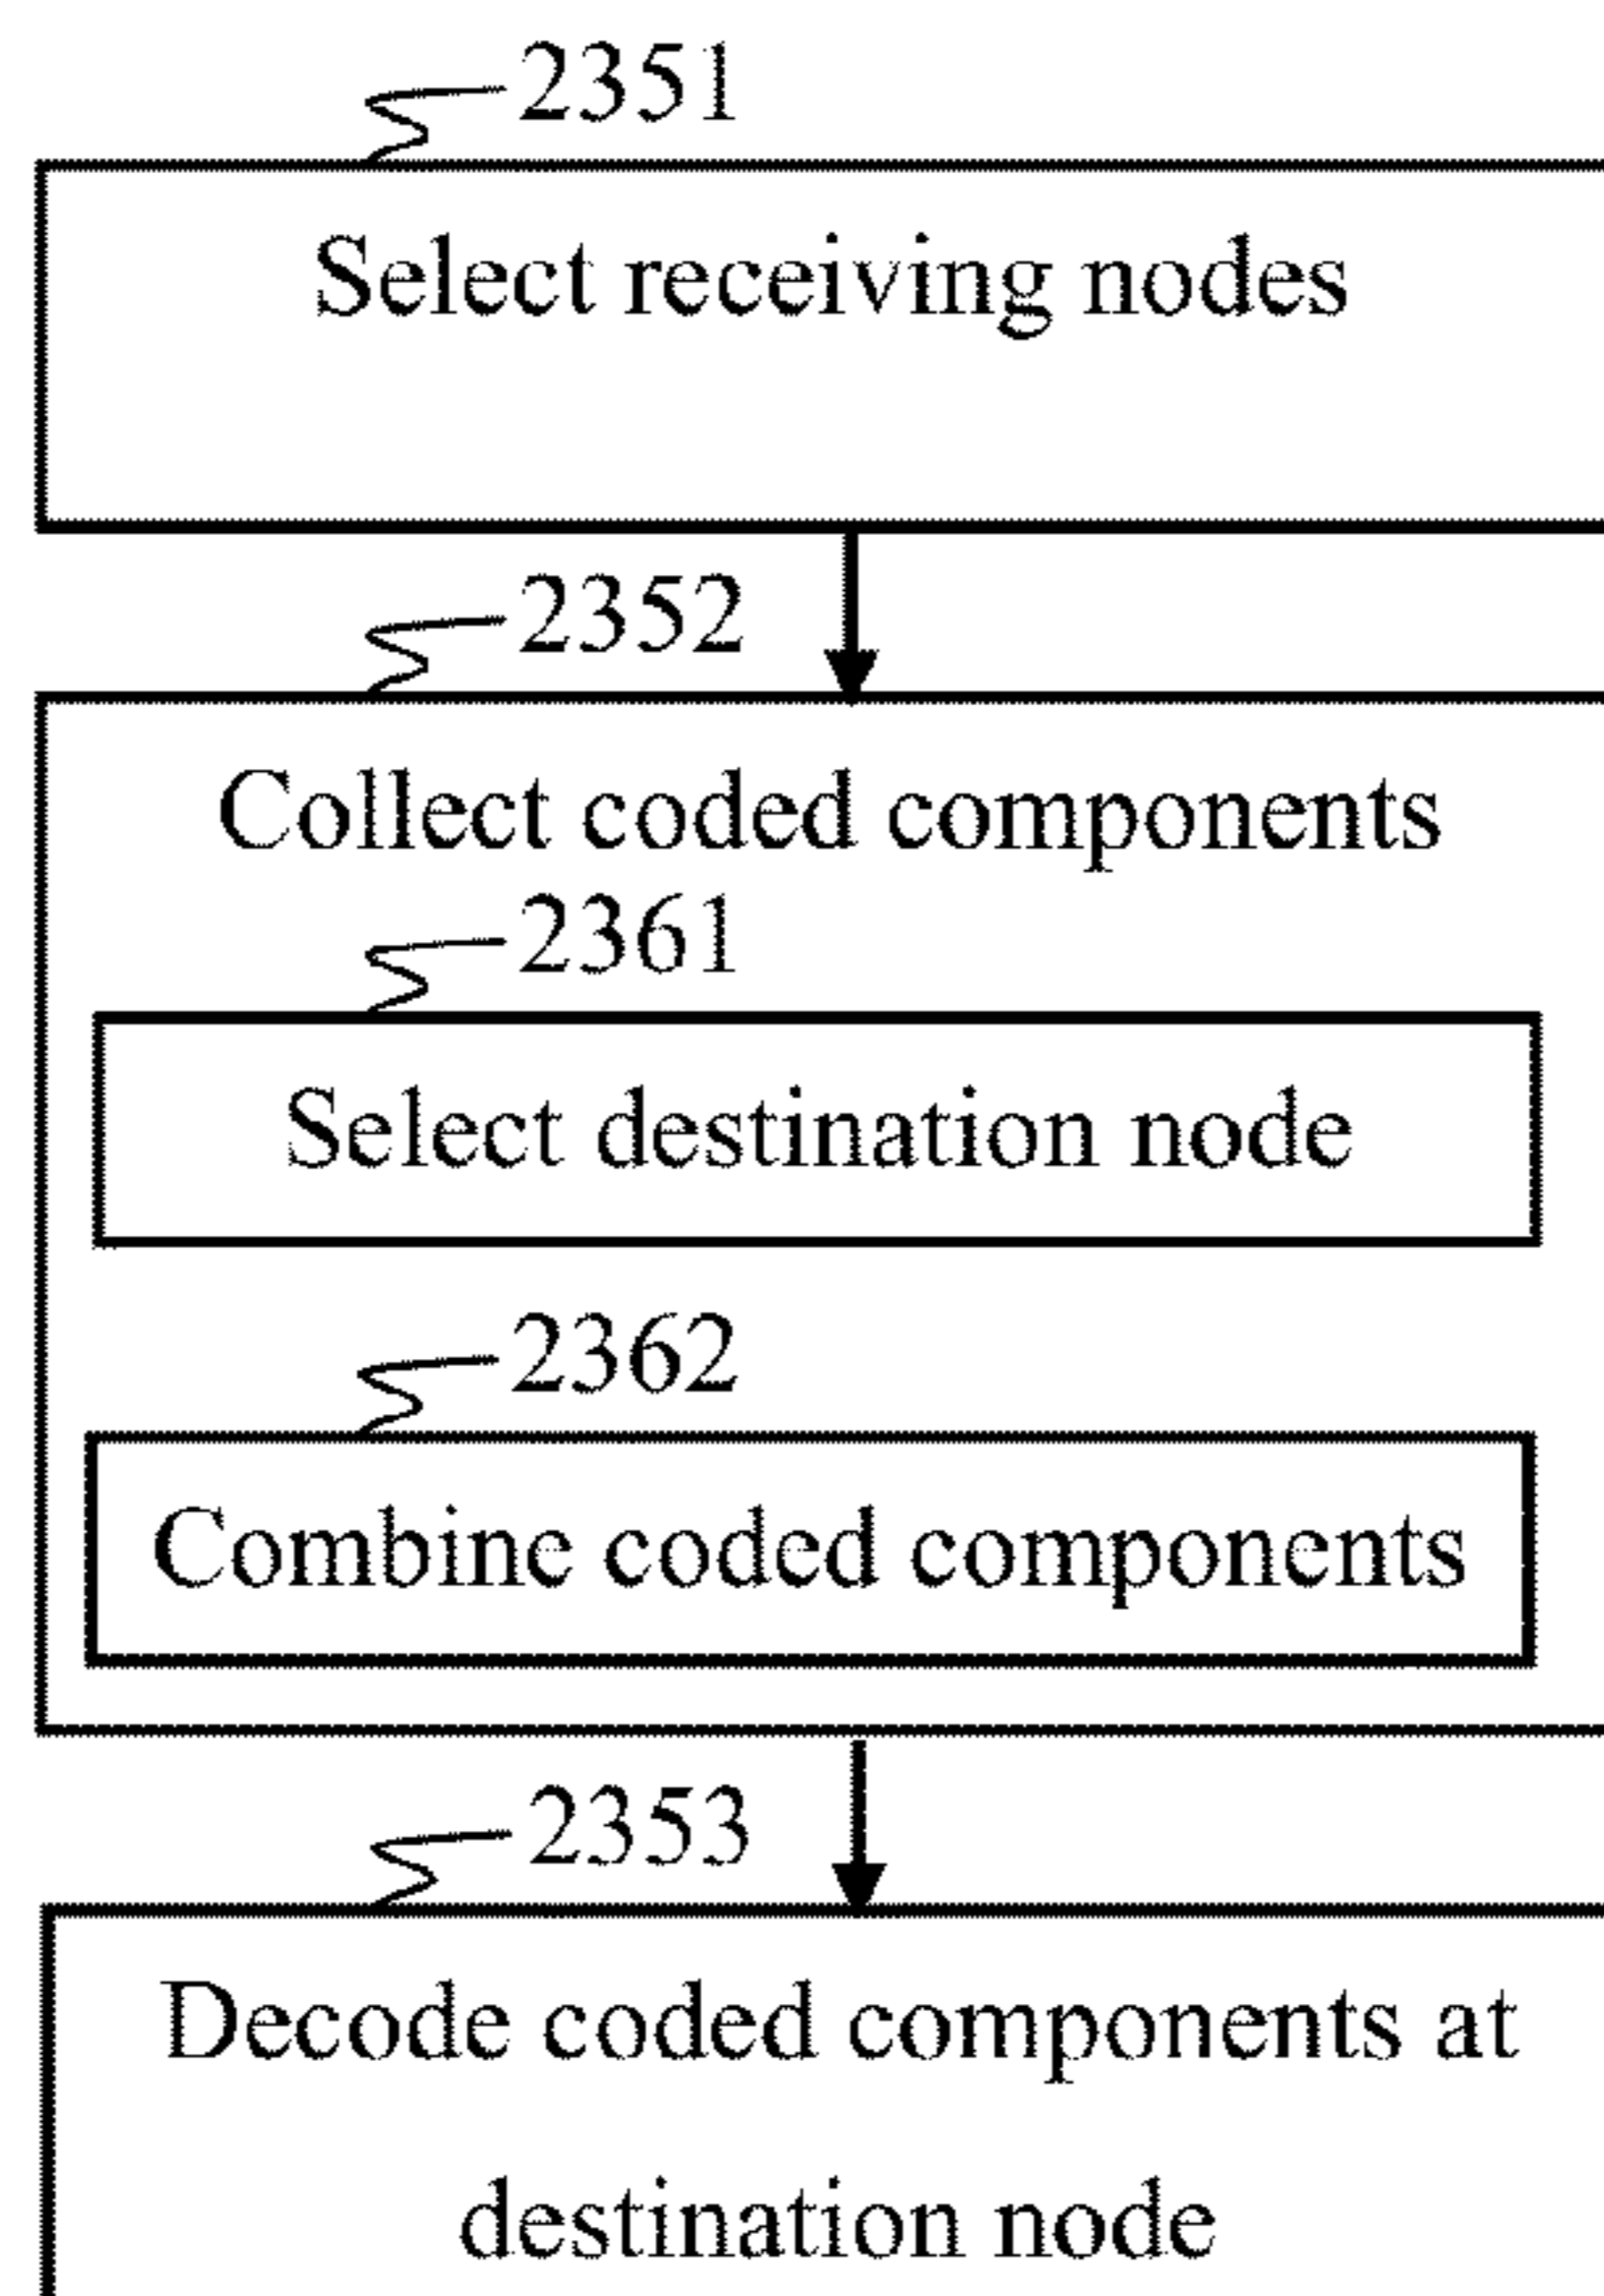 2351
Select receiving nodes
2352
Collect coded components
2361
Select destination node
2362
Combine coded components
2353
Decode coded components at
destination node